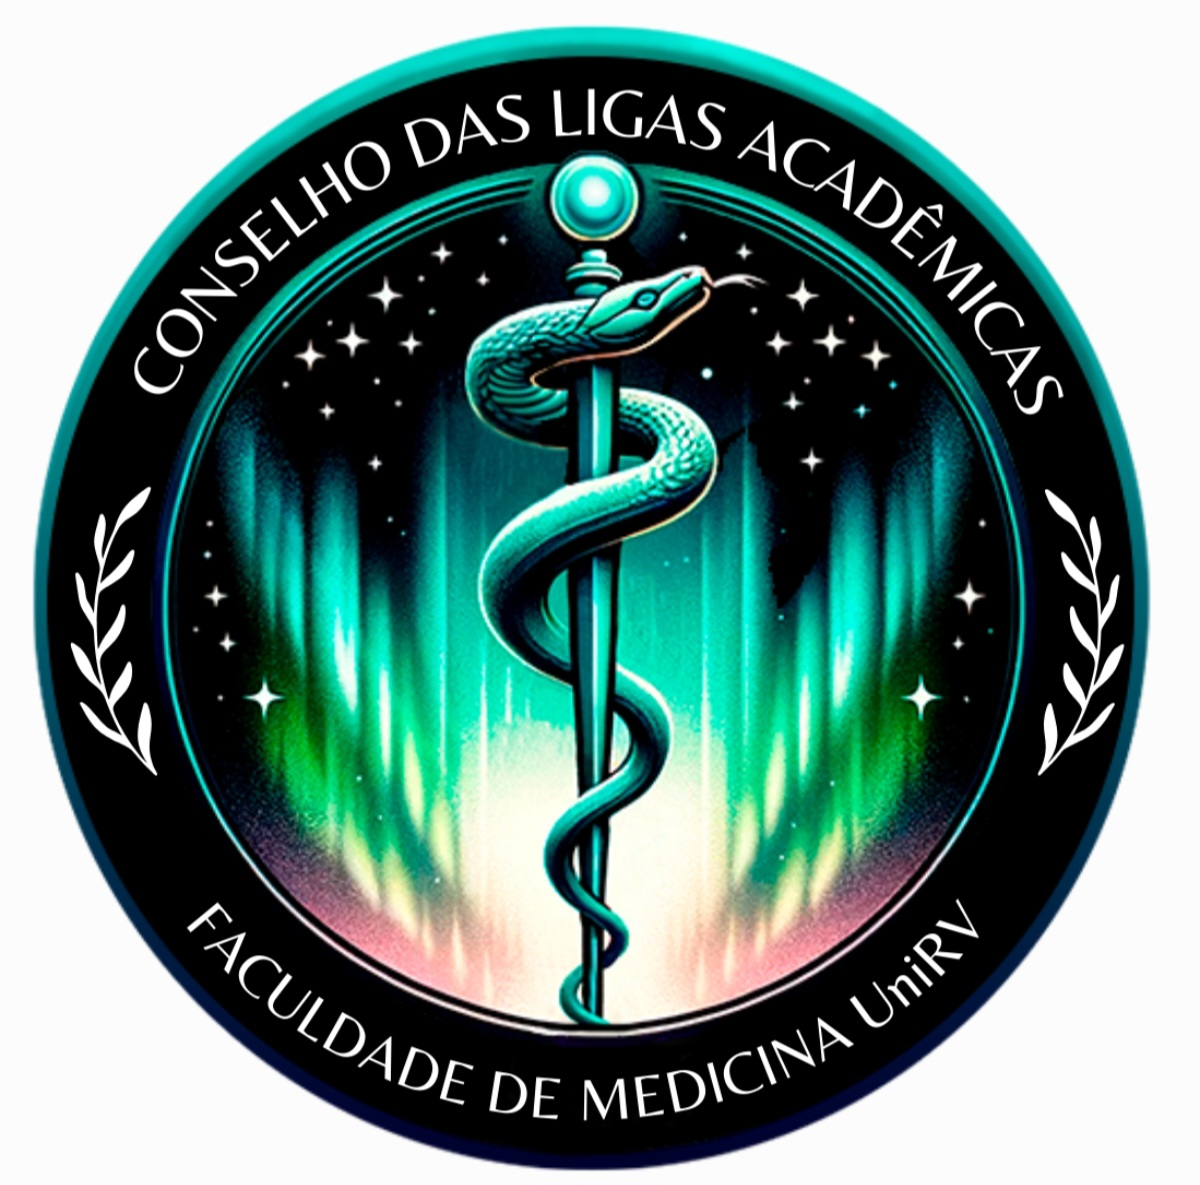 CONSELHO DAS LIGAS ACADÊMICAS
FACULDADE DE MEDICINA UniRV